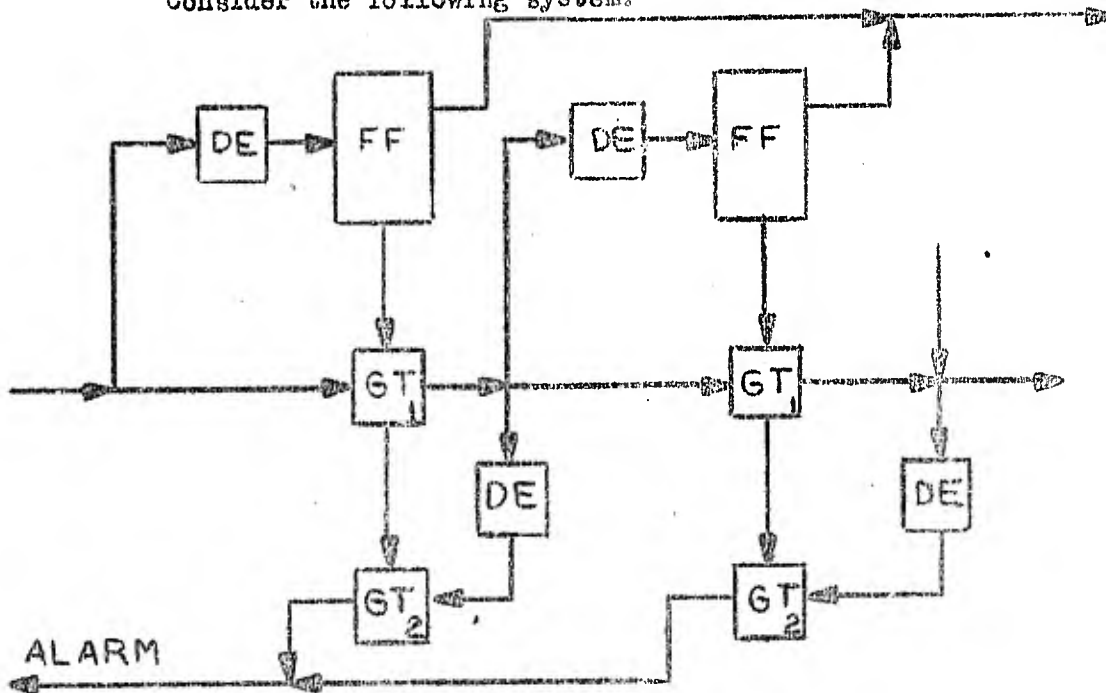 Consider the following system.
DE FF DE FF
GT1 GT1
DE DE
GT2 GT2
ALARM